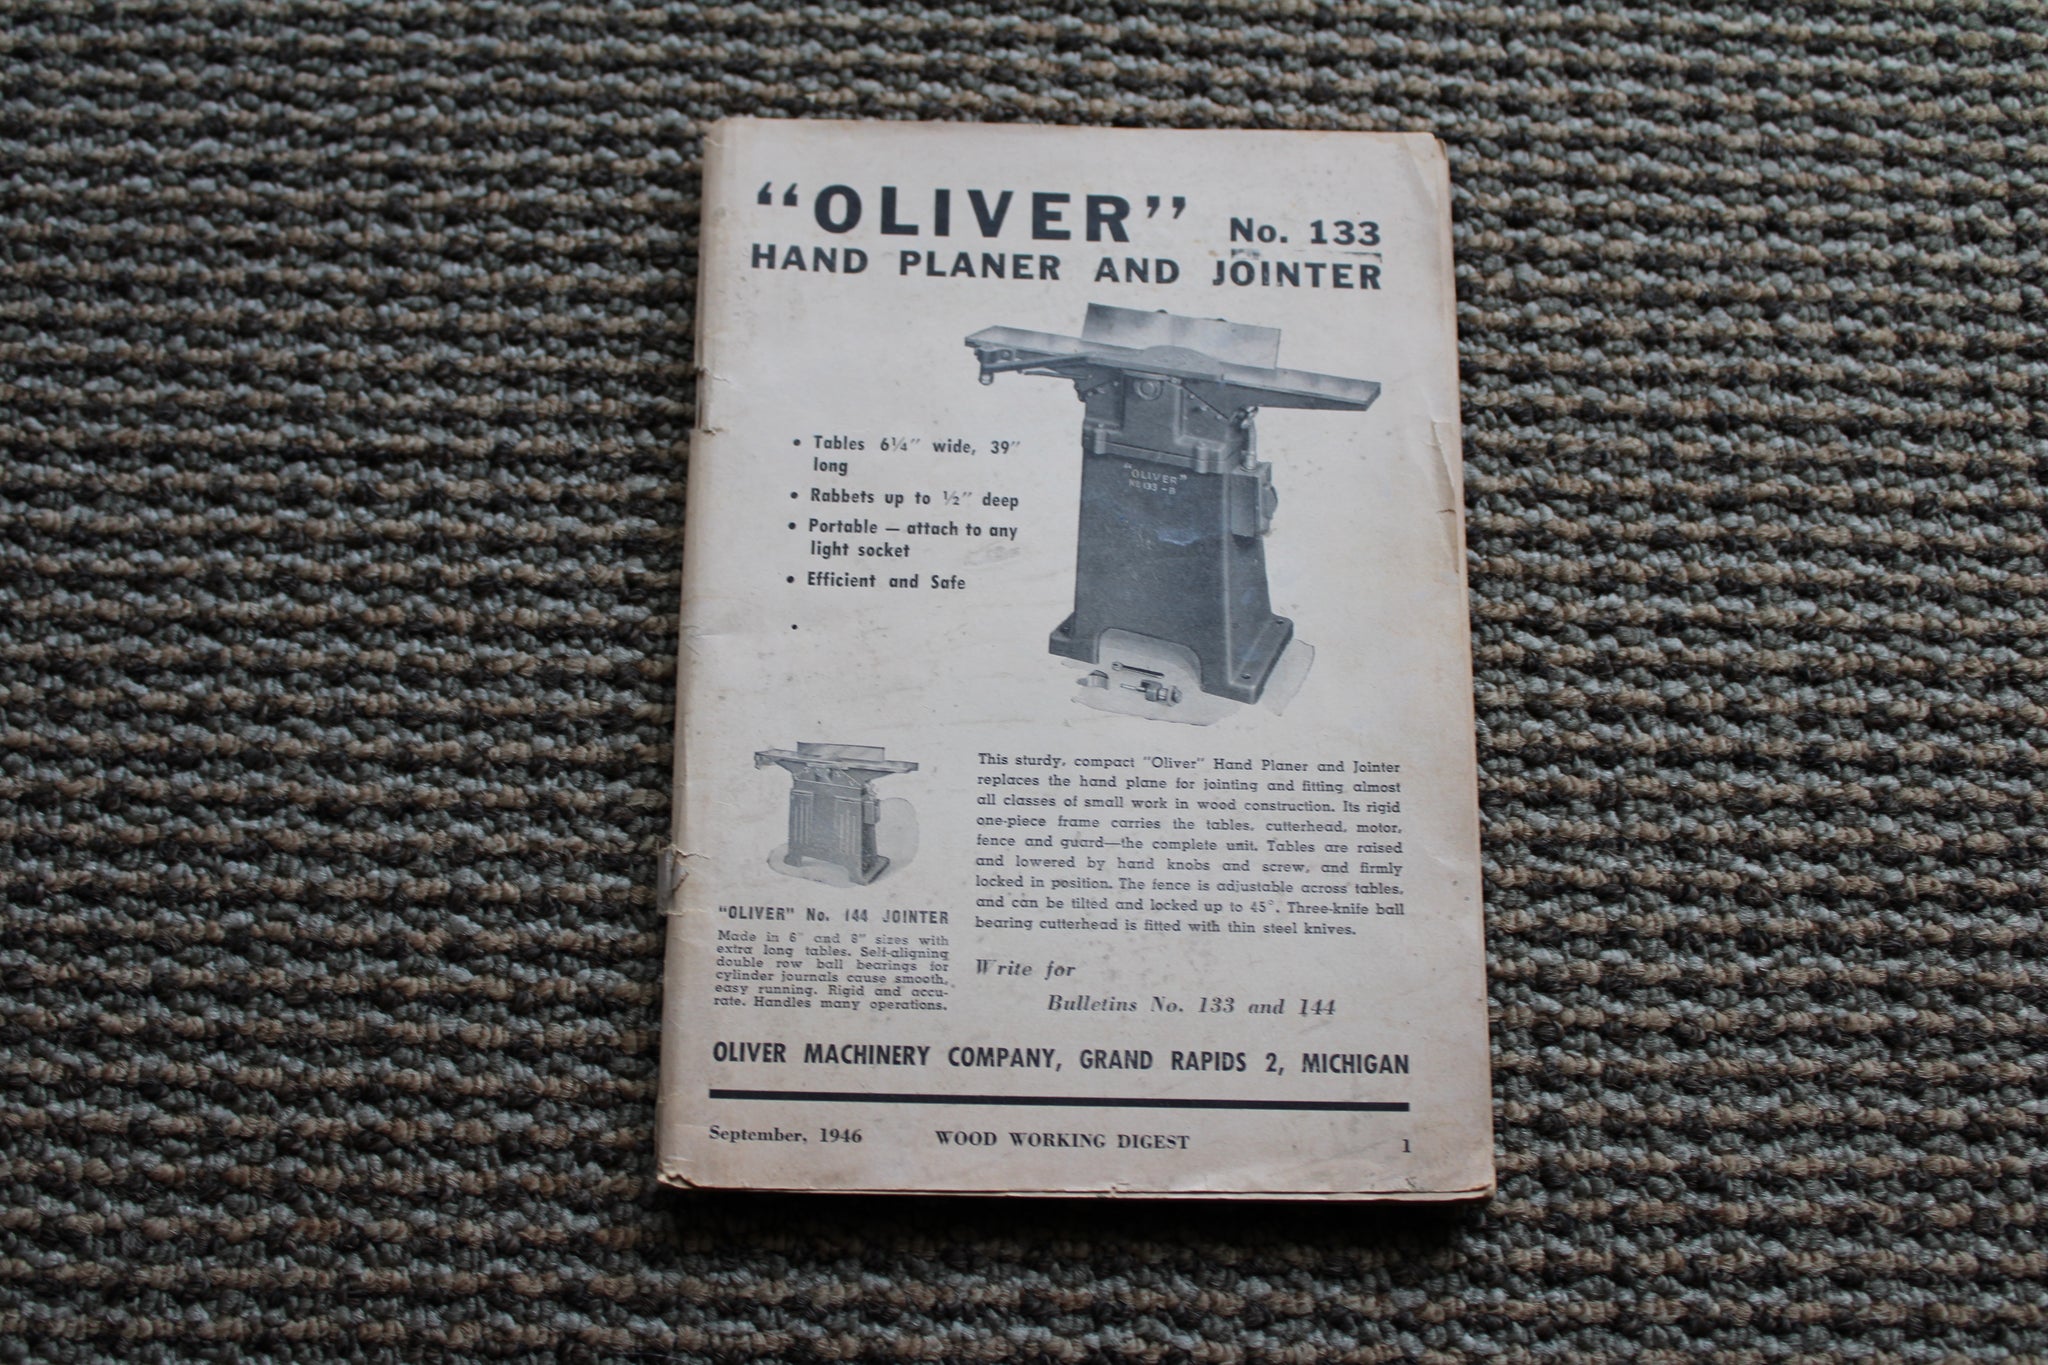 “OLIVER” No. 133
HAND PLANER AND JOINTER
“OLIVER”
No 133-B
• Tables 6¼″ wide, 39″
long
• Rabbets up to ½″ deep
• Portable — attach to any
light socket
• Efficient and Safe
This sturdy, compact "Oliver" Hand Planer and Jointer
replaces the hand plane for jointing and fitting almost
all classes of small work in wood construction. Its rigid
one-piece frame carries the tables, cutterhead, motor,
fence and guard—the complete unit. Tables are raised
and lowered by hand knobs and screw, and firmly
locked in position. The fence is adjustable across tables,
and can be tilted and locked up to 45°. Three-knife ball
bearing cutterhead is fitted with thin steel knives.
Write for
Bulletins No. 133 and 144
"OLIVER" No. 144 JOINTER
Made in 6" and 8" sizes with
extra long tables. Self-aligning
double row ball bearings for
cylinder journals cause smooth,
easy running. Rigid and accu-
rate. Handles many operations.
OLIVER MACHINERY COMPANY, GRAND RAPIDS 2, MICHIGAN
September, 1946 WOOD WORKING DIGEST 1